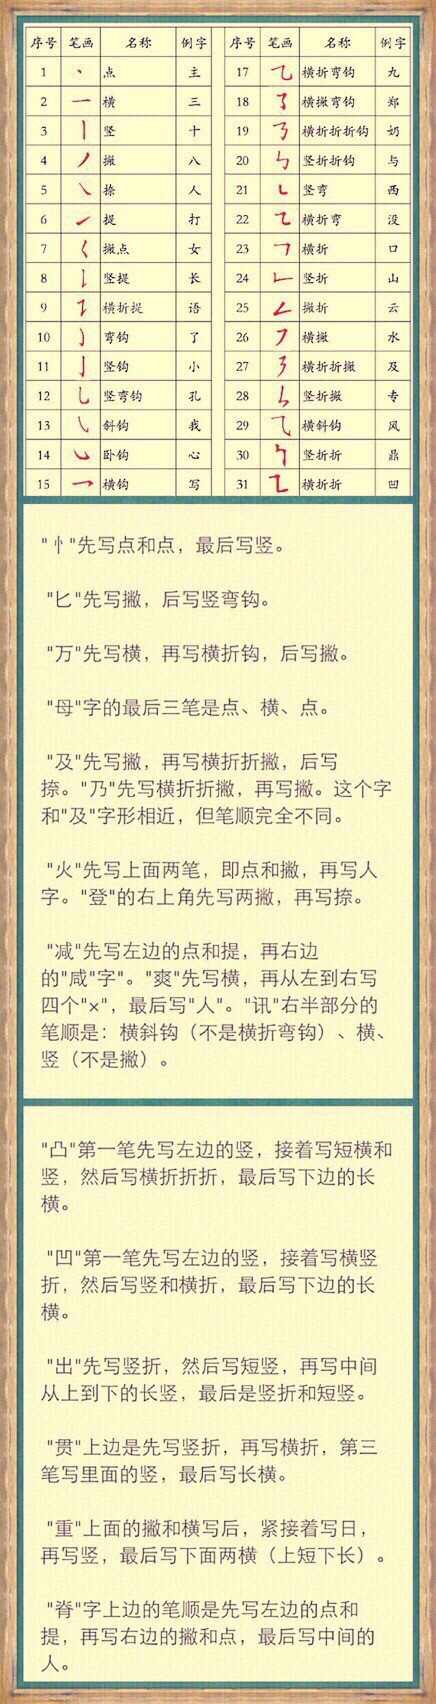 序号 笔画 名称 例字 序号 笔画 名称 例字
1 丶 点 主 17 ㇈ 横折弯钩 九
2 一 横 三 18 ㇌ 横撇弯钩 郑
3 丨 竖 十 19 ㇡ 横折折折钩 奶
4 丿 撇 八 20 ㇉ 竖折折钩 与
5 ㇏ 捺 人 21 ㇄ 竖弯 西
6 ㇀ 提 打 22 ㇍ 横折弯 没
7 ㇛ 撇点 女 23 ㇕ 横折 口
8 ㇙ 竖提 长 24 ㇗ 竖折 山
9 ㇊ 横折提 语 25 ㇜ 撇折 云
10 ㇁ 弯钩 了 26 ㇇ 横撇 水
11 亅 竖钩 小 27 ㇋ 横折折撇 及
12 ㇟ 竖弯钩 孔 28 ㇞ 竖折撇 专
13 ㇂ 斜钩 我 29 ⺄ 横斜钩 风
14 ㇃ 卧钩 心 30 ㇞ 竖折折 鼎
15 ㇖ 横钩 写 31 ㇅ 横折折 凹
"忄"先写点和点，最后写竖。
"匕"先写撇，后写竖弯钩。
"万"先写横，再写横折钩，后写撇。
"母"字的最后三笔是点、横、点。
"及"先写撇，再写横折折撇，后写
捺。"乃"先写横折折撇，再写撇。这个字
和"及"字形相近，但笔顺完全不同。
"火"先写上面两笔，即点和撇，再写人
字。"登"的右上角先写两撇，再写捺。
"减"先写左边的点和提，再右边
的"咸"字"。"爽"先写横，再从左到右写
四个"×"，最后写"人"。"讯"右半部分的
笔顺是：横斜钩（不是横折弯钩）、横、
竖（不是撇）。
"凸"第一笔先写左边的竖，接着写短横和
竖，然后写横折折折，最后写下边的长
横。
"凹"第一笔先写左边的竖，接着写横竖
折，然后写竖和横折，最后写下边的长
横。
"出"先写竖折，然后写短竖，再写中间
从上到下的长竖，最后是竖折和短竖。
"贯"上边是先写竖折，再写横折，第三
笔写里面的竖，最后写长横。
"重"上面的撇和横写后，紧接着写日，
再写竖，最后写下面两横（上短下长）。
"脊"字上边的笔顺是先写左边的点和
提，再写右边的撇和点，最后写中间的
人。